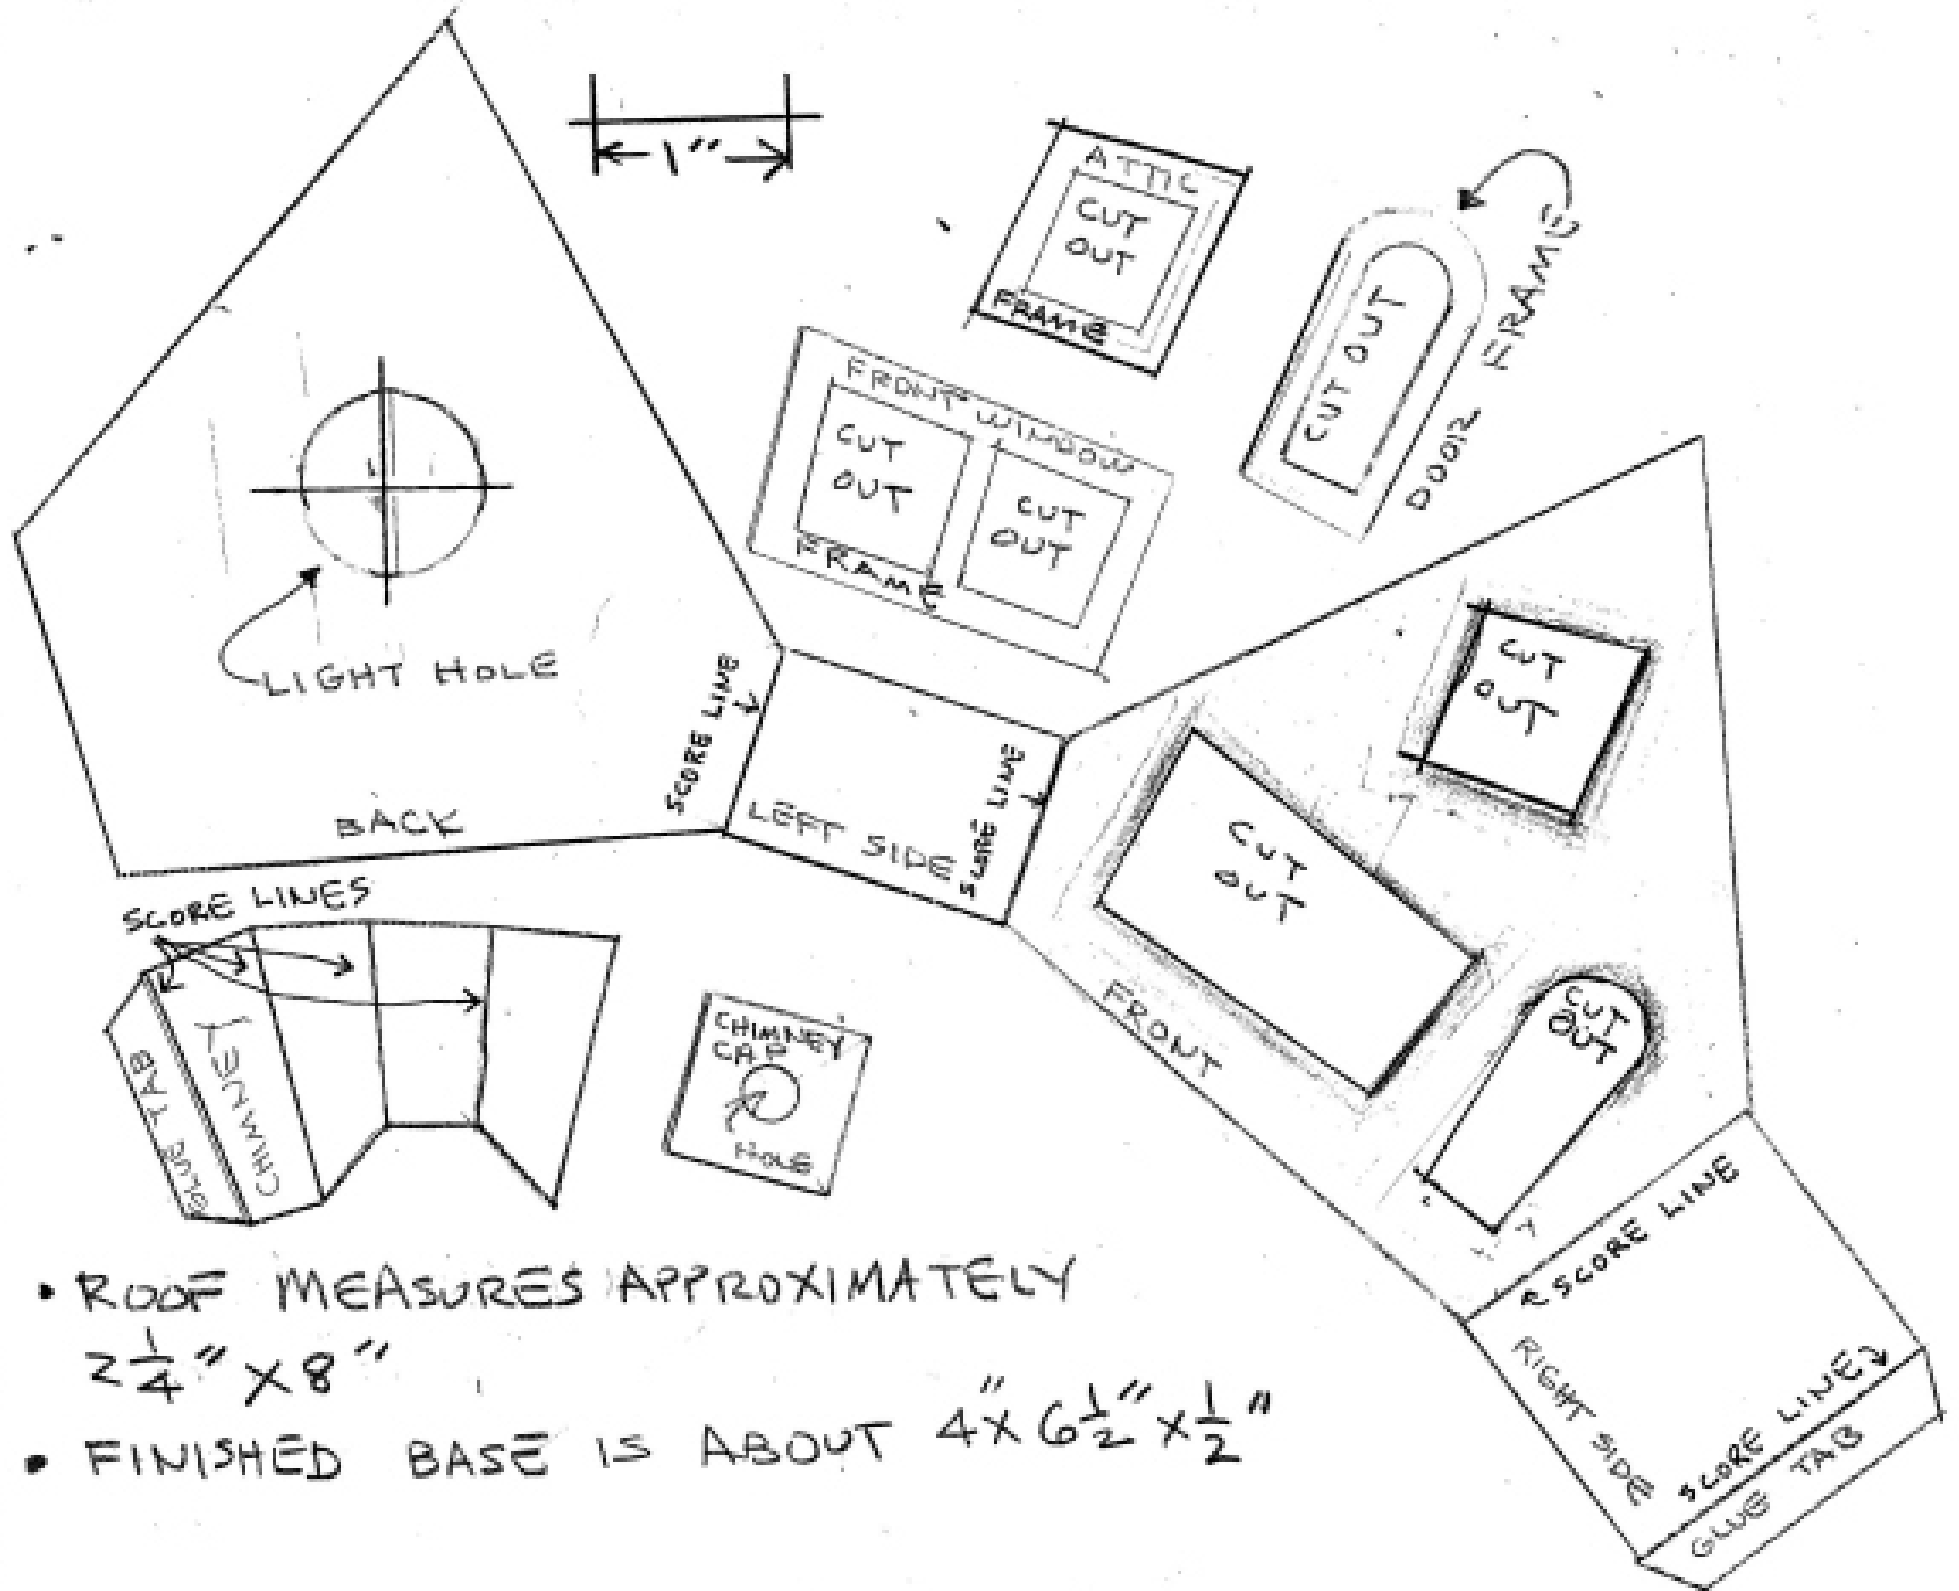 1"
ATTIC
CUT
OUT
FRAME
DOOR FRAME
CUT OUT
FRONT WINDOW
CUT
OUT
CUT
OUT
FRAME
LIGHT HOLE
BACK
SCORE LINE
LEFT SIDE
SCORE LINE
CUT
OUT
CUT
OUT
CUT
OUT
FRONT
SCORE LINES
GLUE TAB
CHIMNEY
CHIMNEY
CAP
HOLE
SCORE LINE
RIGHT SIDE
SCORE LINE
GLUE TAB
• ROOF MEASURES APPROXIMATELY
2 1/4" X 8"
• FINISHED BASE IS ABOUT 4" X 6 1/2" X 1/2"